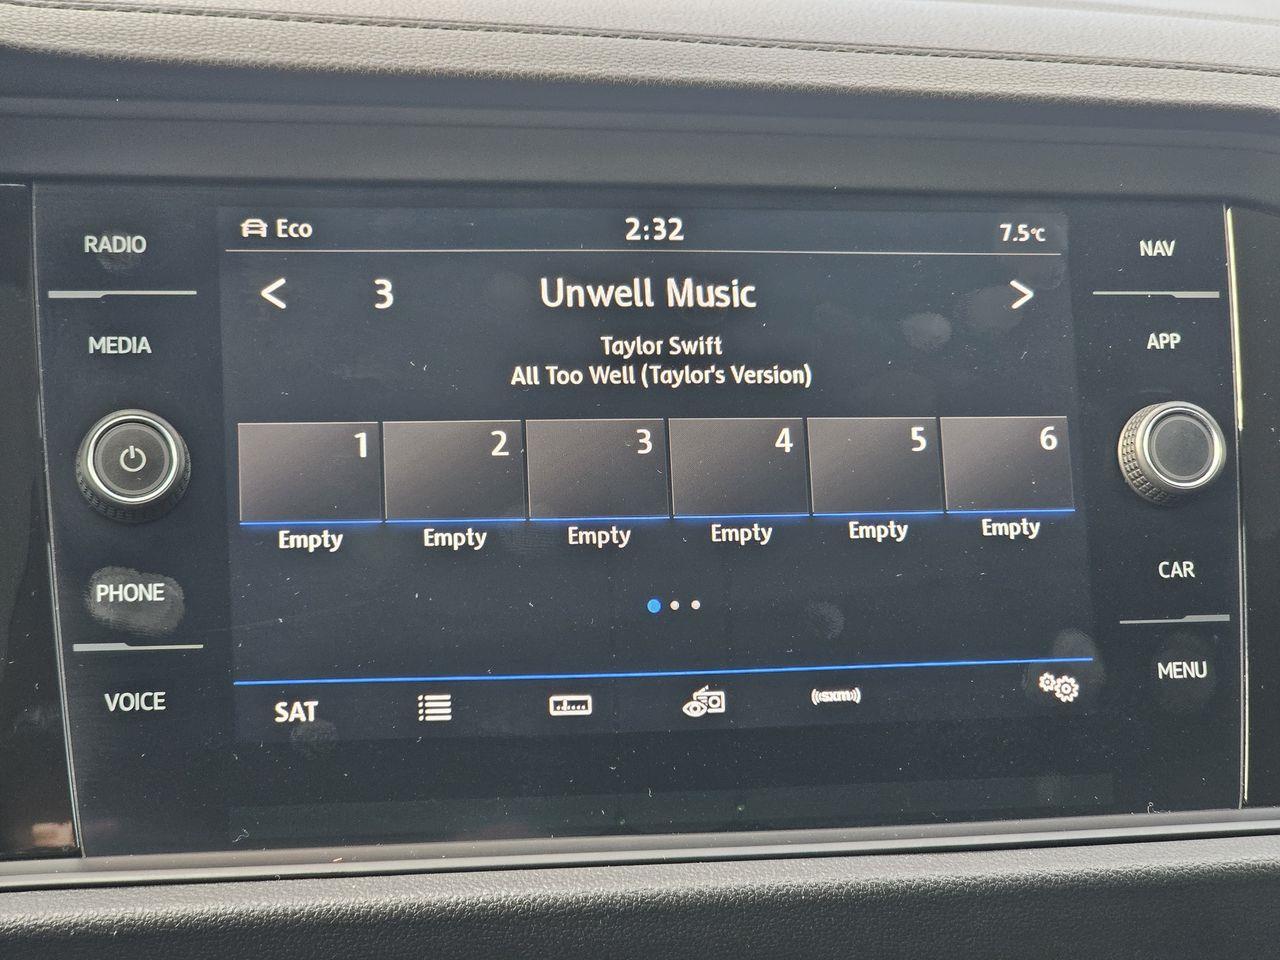 RADIO
MEDIA
PHONE
VOICE
Eco 2:32 7.5°C
< 3 Unwell Music >
Taylor Swift
All Too Well (Taylor's Version)
1 2 3 4 5 6
Empty Empty Empty Empty Empty Empty
SAT ((sxm))
NAV
APP
CAR
MENU